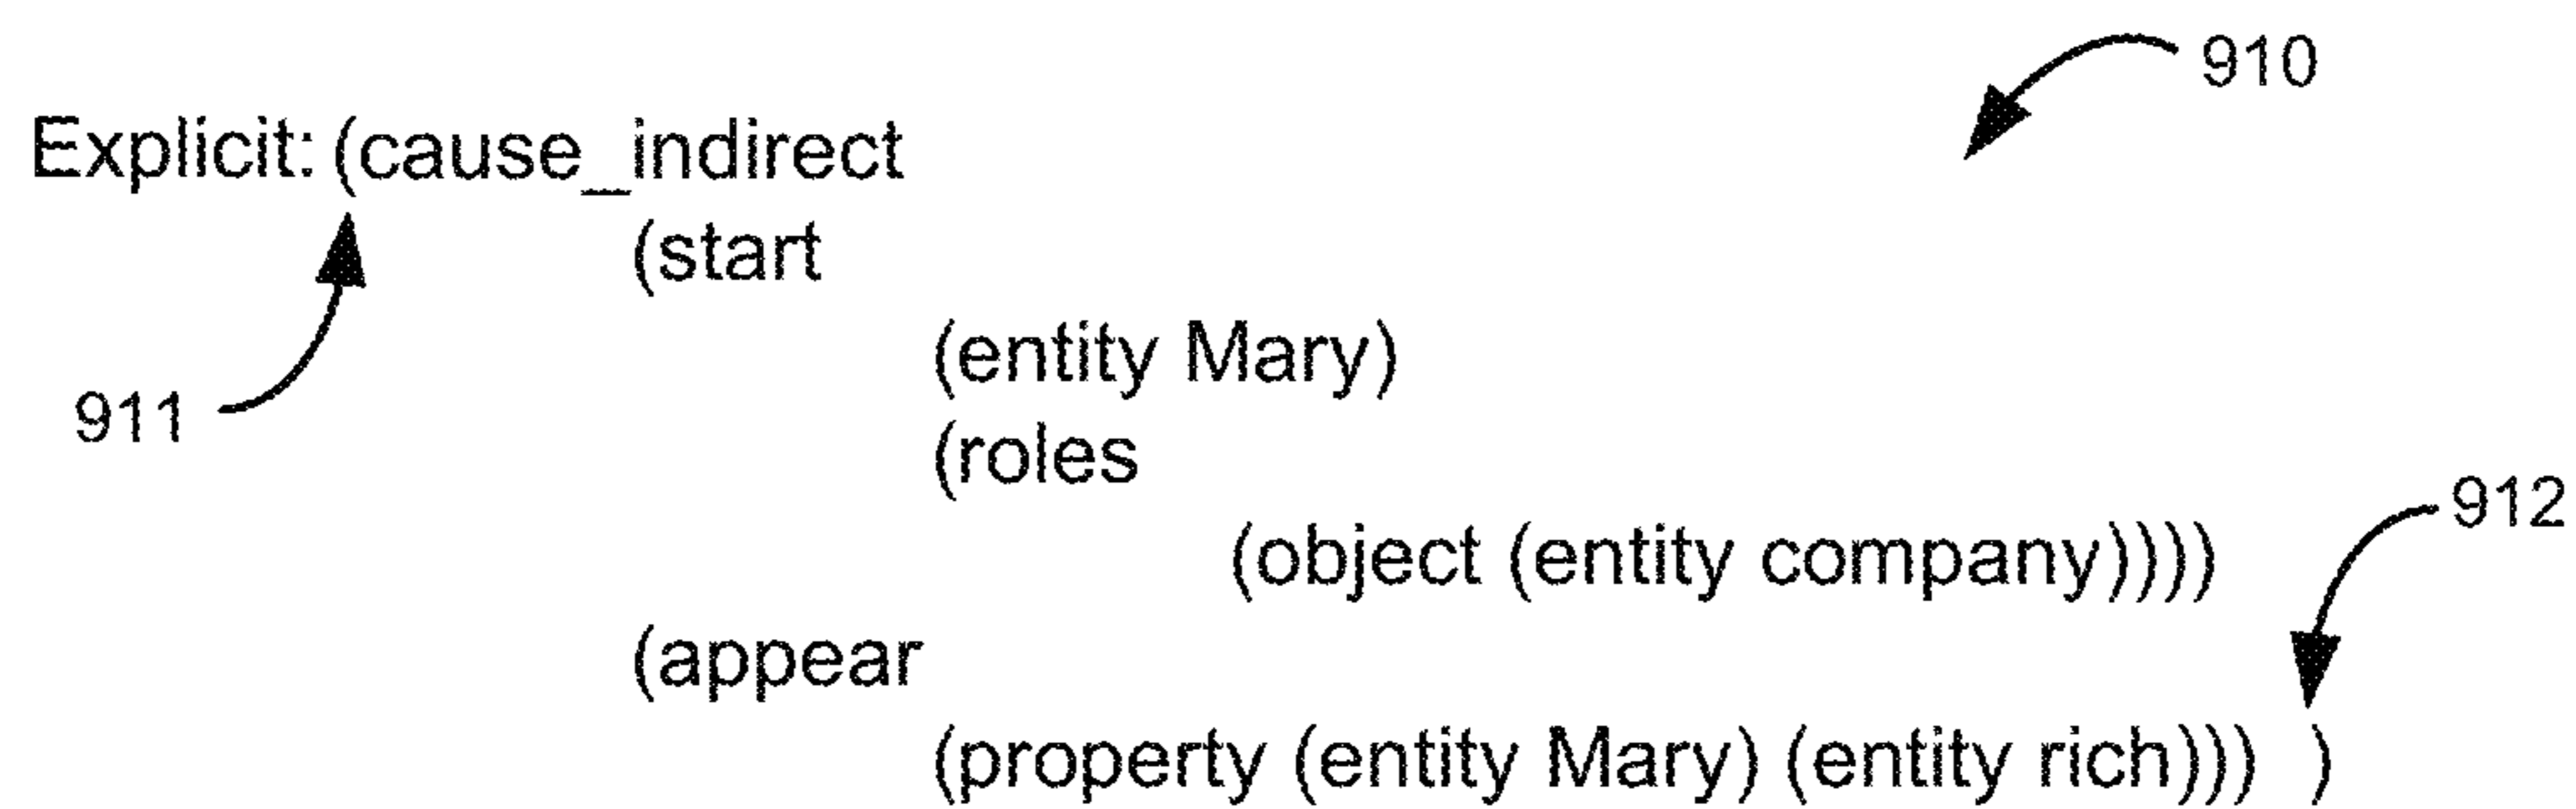 910
Explicit: (cause_indirect
(start
(entity Mary)
911
(roles
912
(object (entity company))))
(appear
(property (entity Mary) (entity rich))) )